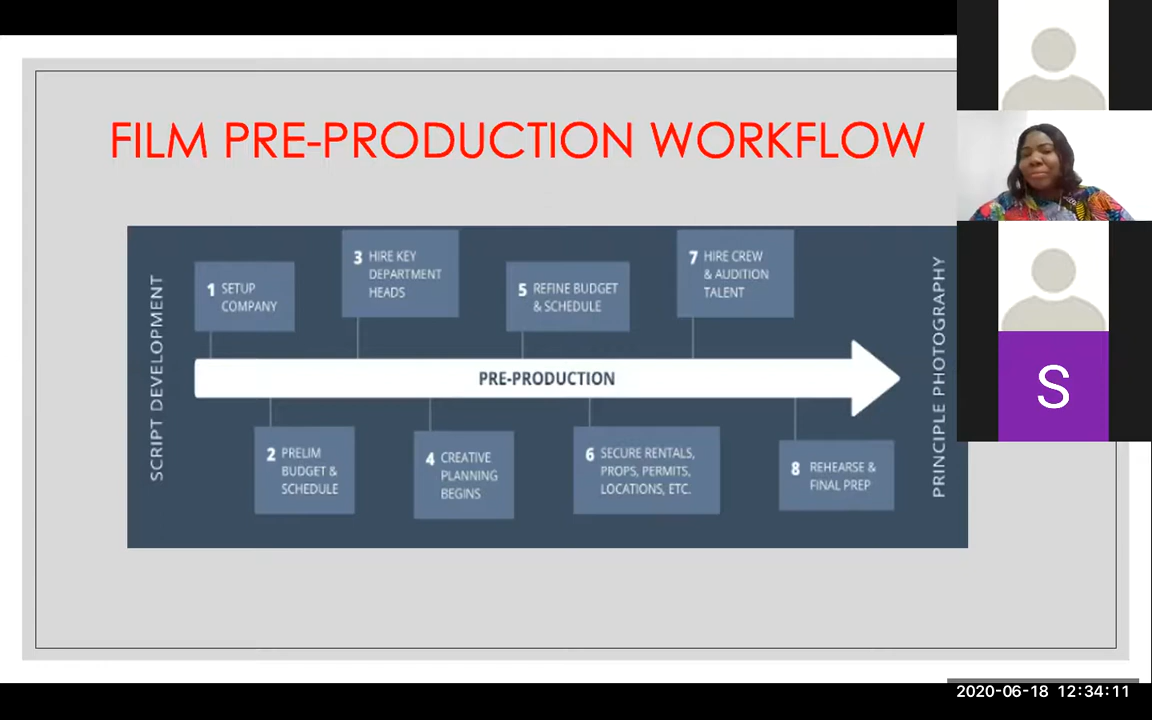 FILM PRE-PRODUCTION WORKFLOW
SCRIPT DEVELOPMENT
1 SETUP
COMPANY
2 PRELIM
BUDGET &
SCHEDULE
3 HIRE KEY
DEPARTMENT
HEADS
4 CREATIVE
PLANNING
BEGINS
5 REFINE BUDGET
& SCHEDULE
6 SECURE RENTALS,
PROPS, PERMITS,
LOCATIONS, ETC.
7 HIRE CREW
& AUDITION
TALENT
8 REHEARSE &
FINAL PREP
PRE-PRODUCTION
PRINCIPLE PHOTOGRAPHY
S
2020-06-18 12:34:11